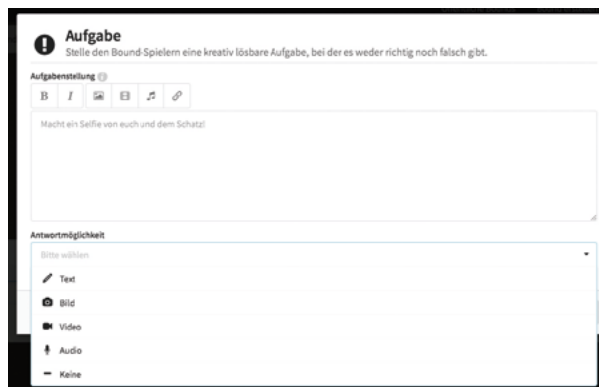 Aufgabe
Stelle den Bound-Spielern eine kreativ lösbare Aufgabe, bei der es weder richtig noch falsch gibt.
Aufgabenstellung
B I
Macht ein Selfie von euch und dem Schatz!
Antwortmöglichkeit
Bitte wählen
Text
Bild
Video
Audio
Keine